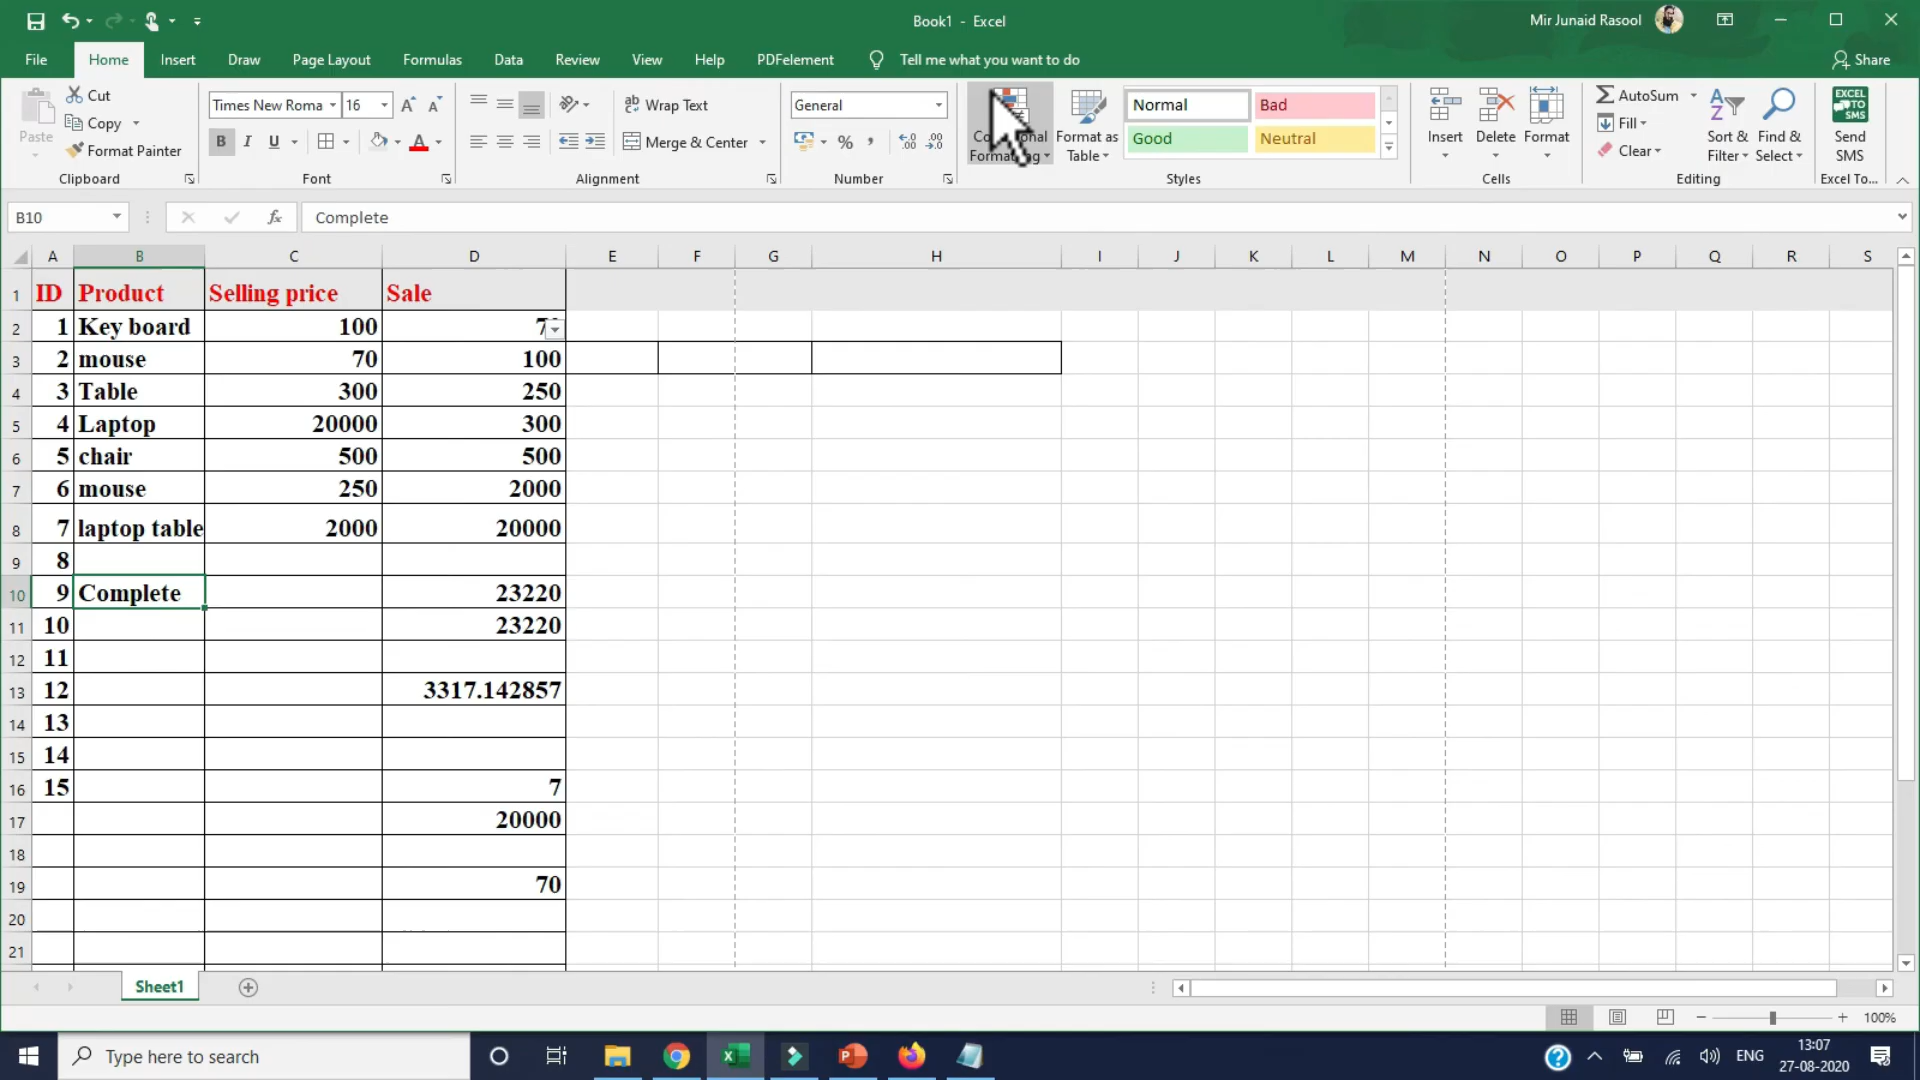 Book1 - Excel
Mir Junaid Rasool
File Home Insert Draw Page Layout Formulas Data Review View Help PDFelement Tell me what you want to do Share
Paste
Cut
Copy
Format Painter
Clipboard
Times New Roma 16
B I U
Font
Wrap Text
Merge & Center
Alignment
General
%
Number
Format as Table
Normal Bad
Good Neutral
Styles
Insert Delete Format
Cells
AutoSum
Fill
Clear
Sort & Filter
Find & Select
Editing
Send SMS
EXCEL TO SMS
Excel To...
B10 fx Complete
A B C D E F G H I J K L M N O P Q R S
1 ID Product Selling price Sale
2 1 Key board 100
3 2 mouse 70 100
4 3 Table 300 250
5 4 Laptop 20000 300
6 5 chair 500 500
7 6 mouse 250 2000
8 7 laptop table 2000 20000
9 8
10 9 Complete 23220
11 10 23220
12 11
13 12 3317.142857
14 13
15 14
16 15 7
17 20000
18
19 70
20
21
Sheet1
100%
Type here to search
ENG
13:07
27-08-2020